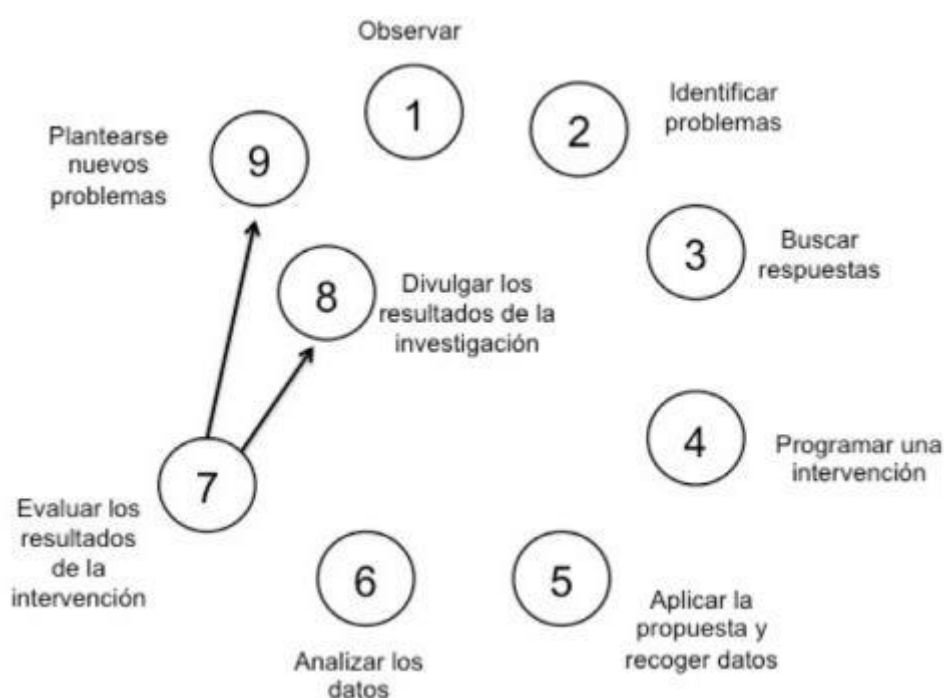 Observar
1
2
Identificar
problemas
3
Buscar
respuestas
4
Programar una
intervención
5
Aplicar la
propuesta y
recoger datos
6
Analizar los
datos
7
Evaluar los
resultados
de la
intervención
8
Divulgar los
resultados de la
investigación
9
Plantearse
nuevos
problemas